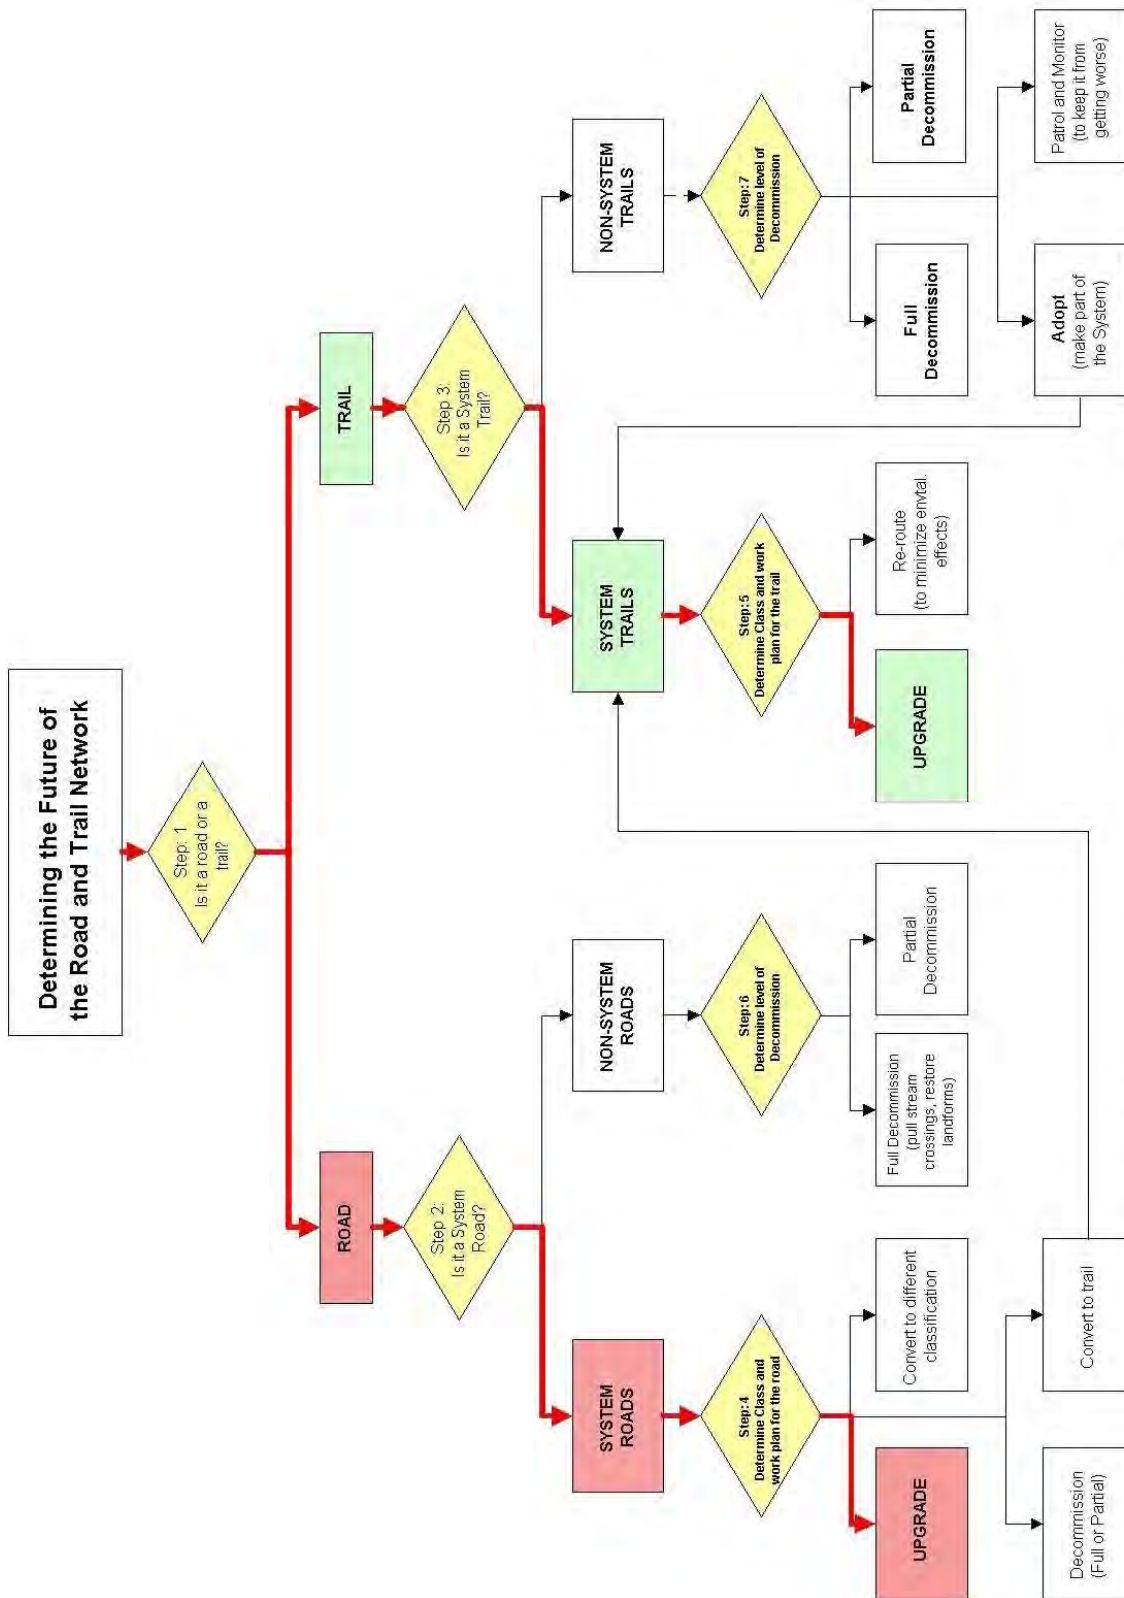 Determining the Future of
the Road and Trail Network
Step: 1
Is it a road or a
trail?
ROAD
TRAIL
Step 2:
Is it a System
Road?
Step 3:
Is it a System
Trail?
SYSTEM
ROADS
NON-SYSTEM
ROADS
SYSTEM
TRAILS
NON-SYSTEM
TRAILS
Step:4
Determine Class and
work plan for the road
Step:6
Determine level of
Decommission
Step:5
Determine Class and work
plan for the trail
Step:7
Determine level of
Decommission
UPGRADE
Convert to different
classification
Full Decommission
(pull stream
crossings, restore
landforms)
Partial
Decommission
UPGRADE
Re-route
(to minimize envtal.
effects)
Full
Decommission
Partial
Decommission
Decommission
(Full or Partial)
Convert to trail
Adopt
(make part of
the System)
Patrol and Monitor
(to keep it from
getting worse)